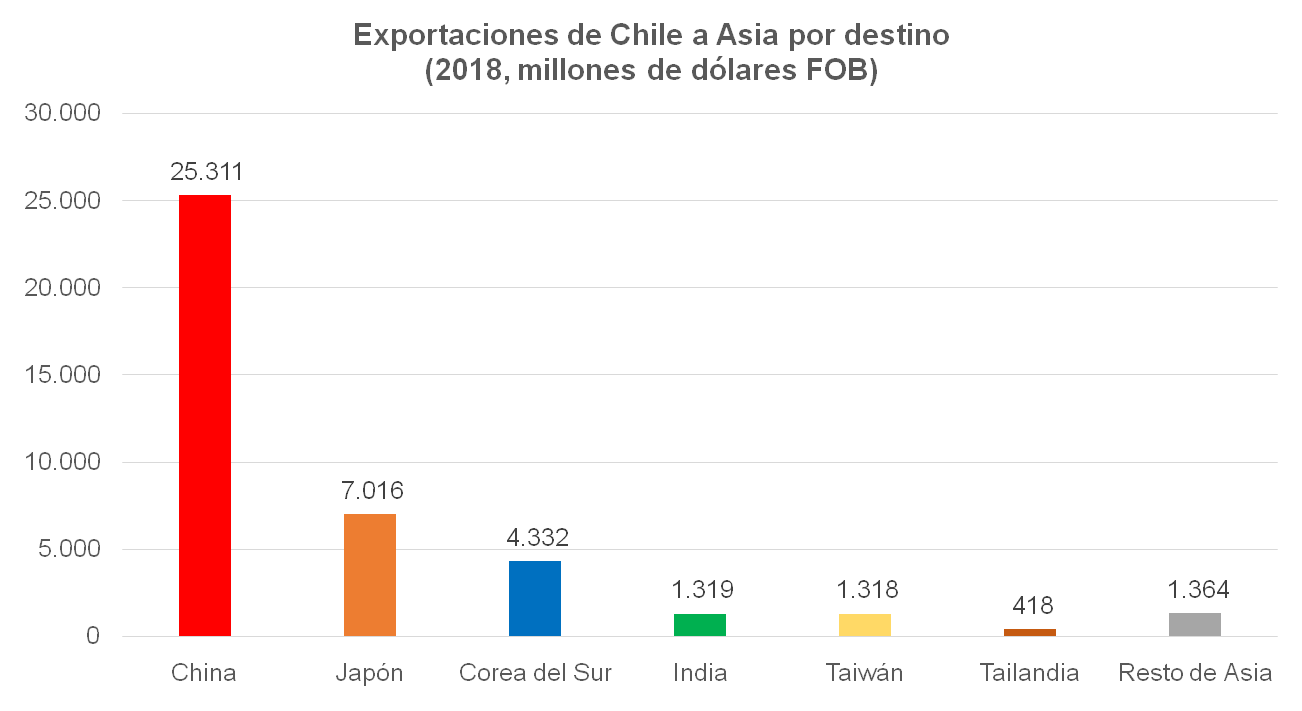 Exportaciones de Chile a Asia por destino
(2018, millones de dólares FOB)
30.000
25.000
20.000
15.000
10.000
5.000
0
25.311
7.016
4.332
1.319
1.318
418
1.364
China
Japón
Corea del Sur
India
Taiwán
Tailandia
Resto de Asia